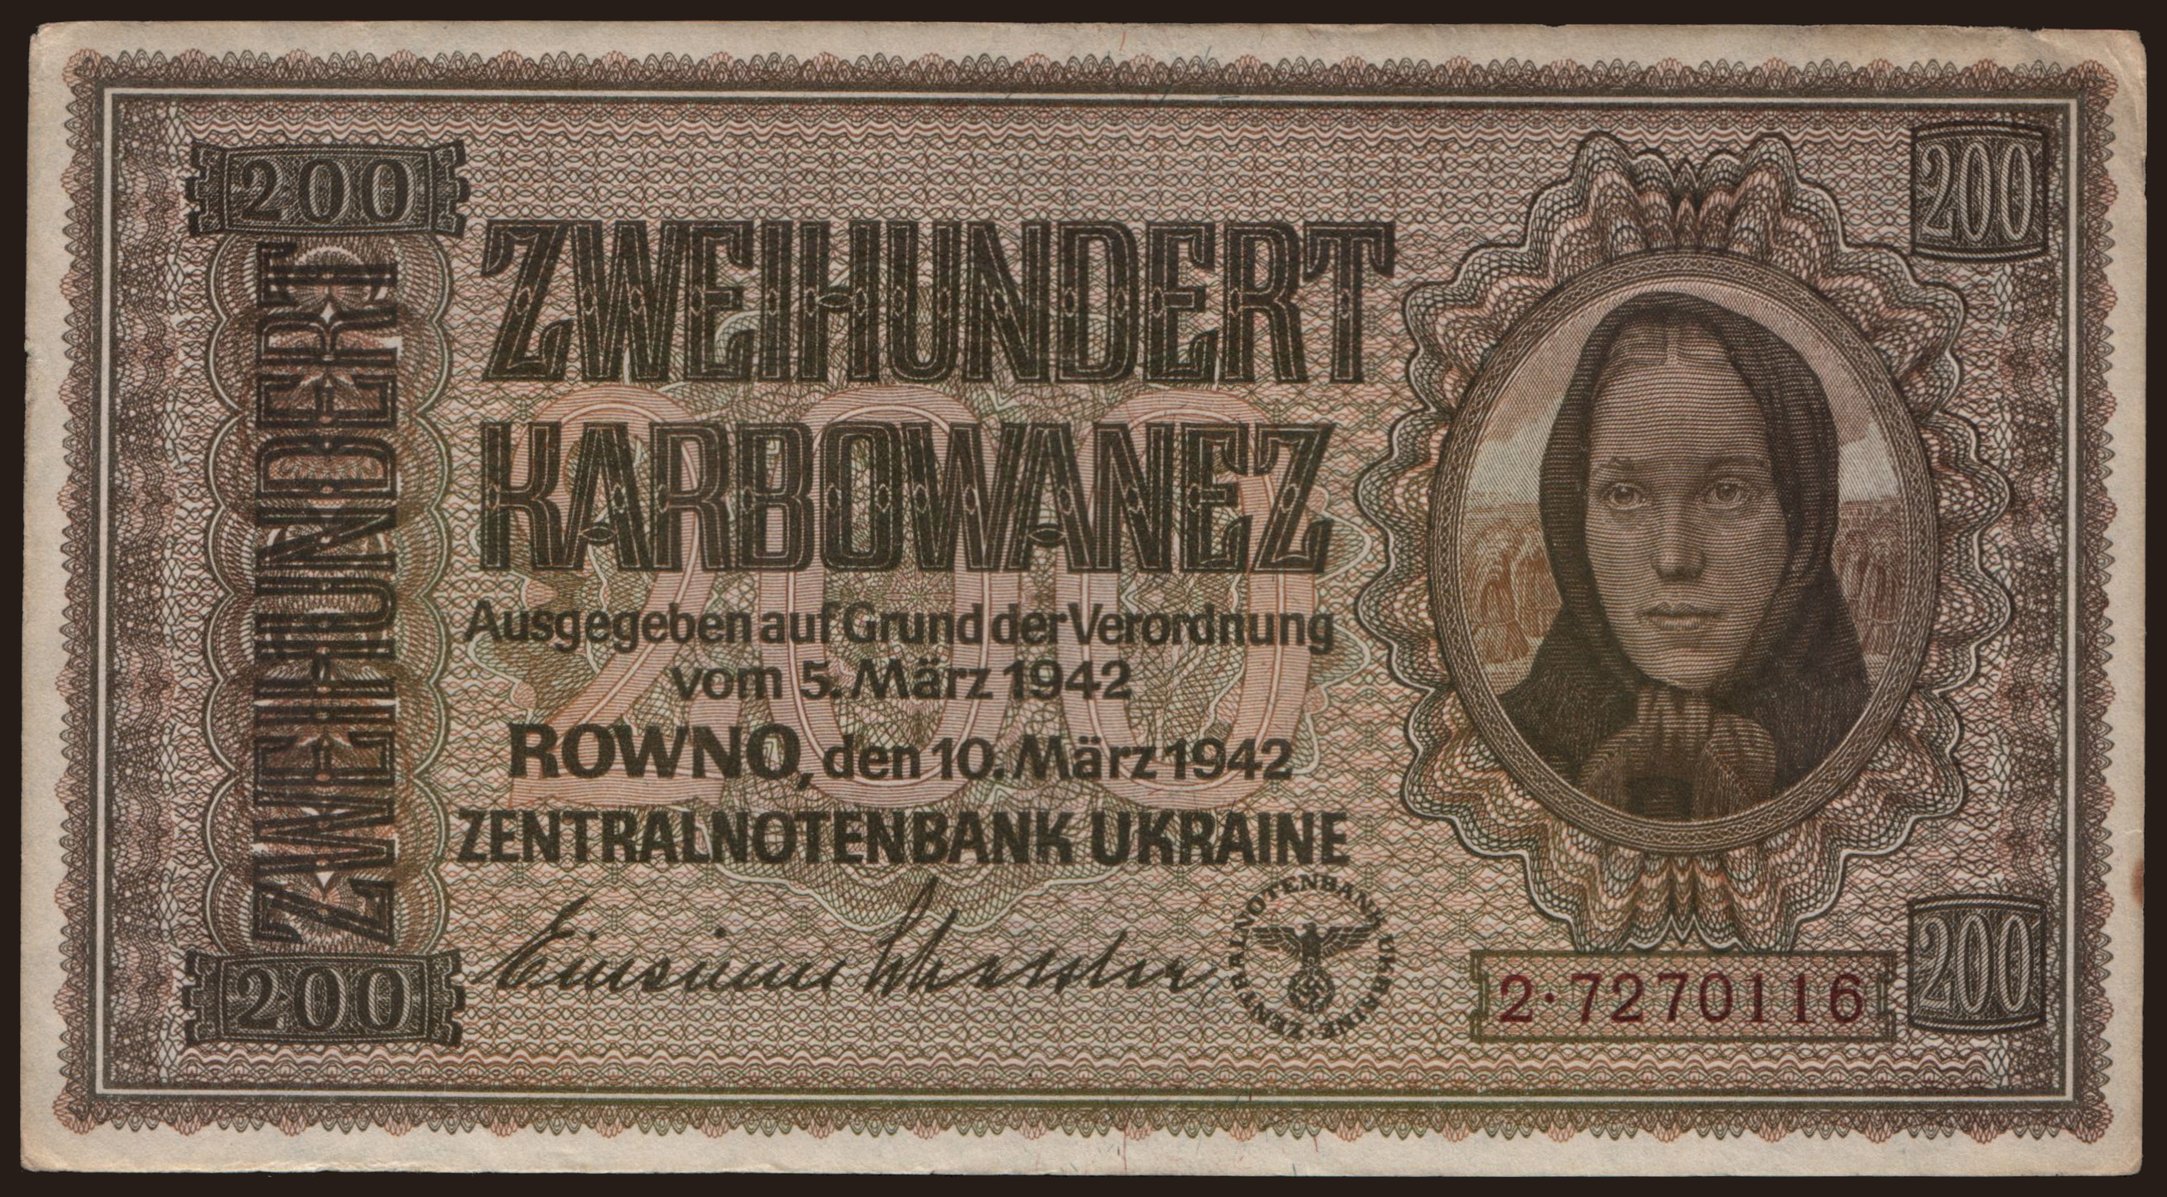 200
200
ZWEIHUNDERT
ZWEIHUNDERT
KARBOWANEZ
200
Ausgegeben auf Grund der Verordnung
vom 5. März 1942
ROWNO, den 10. März 1942
ZENTRALNOTENBANK UKRAINE
ZENTRALNOTENBANK UKRAINE
2·7270116
200
200